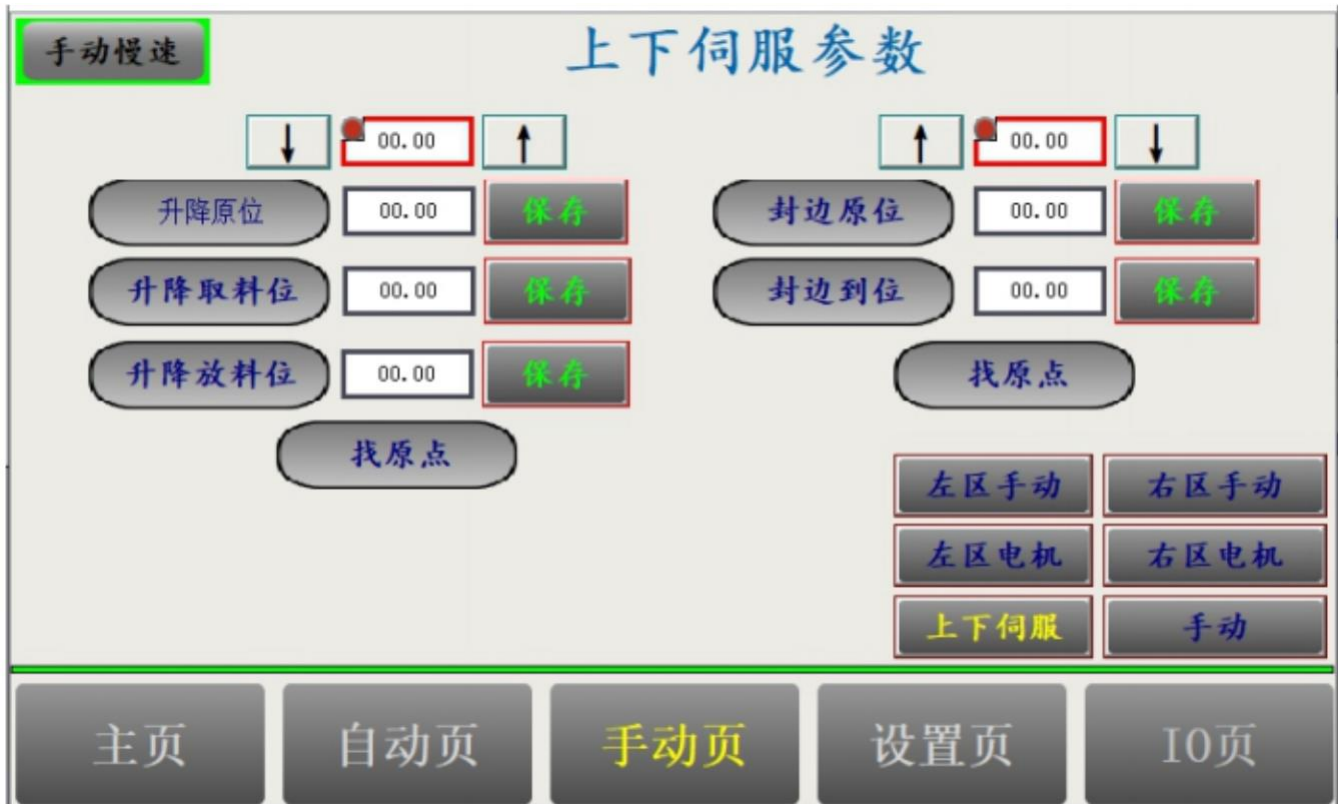 手动慢速 上下伺服参数
↓ 00.00 ↑ ↑ 00.00 ↓
升降原位 00.00 保存 封边原位 00.00 保存
升降取料位 00.00 保存 封边到位 00.00 保存
升降放料位 00.00 保存 找原点
找原点
左区手动 右区手动
左区电机 右区电机
上下伺服 手动
主页 自动页 手动页 设置页 IO页